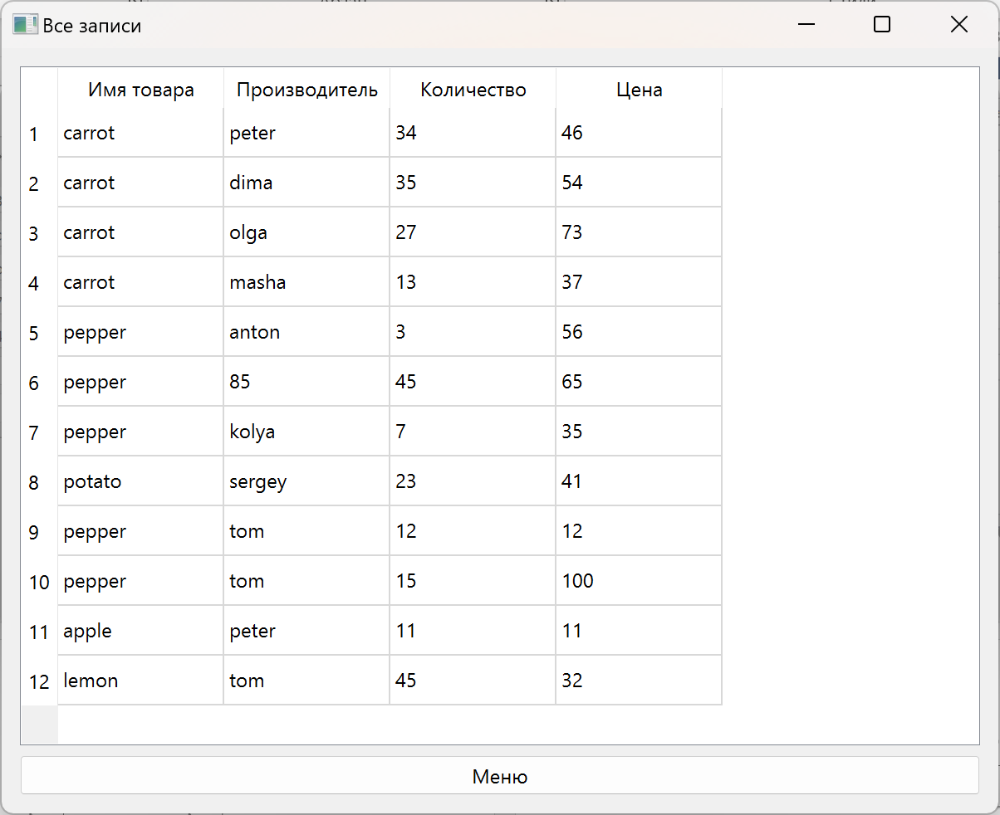 Все записи
Имя товара Производитель Количество Цена
1 carrot peter 34 46
2 carrot dima 35 54
3 carrot olga 27 73
4 carrot masha 13 37
5 pepper anton 3 56
6 pepper 85 45 65
7 pepper kolya 7 35
8 potato sergey 23 41
9 pepper tom 12 12
10 pepper tom 15 100
11 apple peter 11 11
12 lemon tom 45 32
Меню